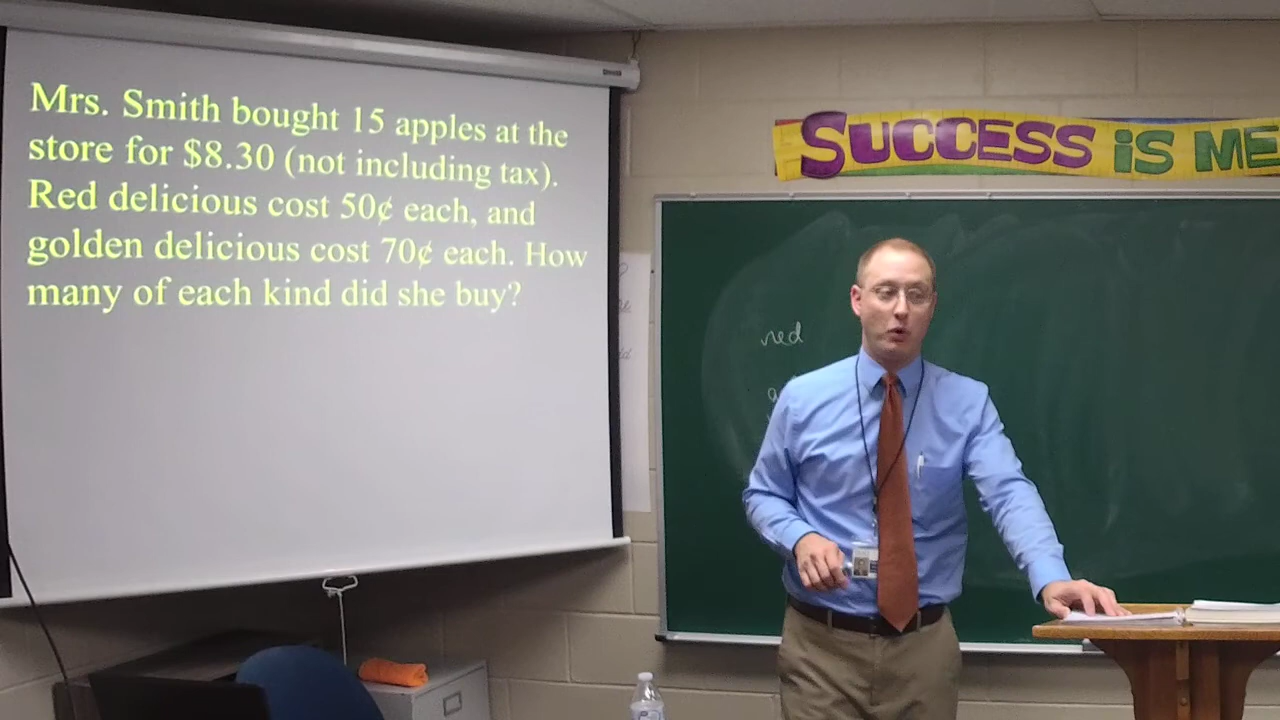 Mrs. Smith bought 15 apples at the
store for $8.30 (not including tax).
Red delicious cost 50¢ each, and
golden delicious cost 70¢ each. How
many of each kind did she buy?
SUCCESS iS ME
red